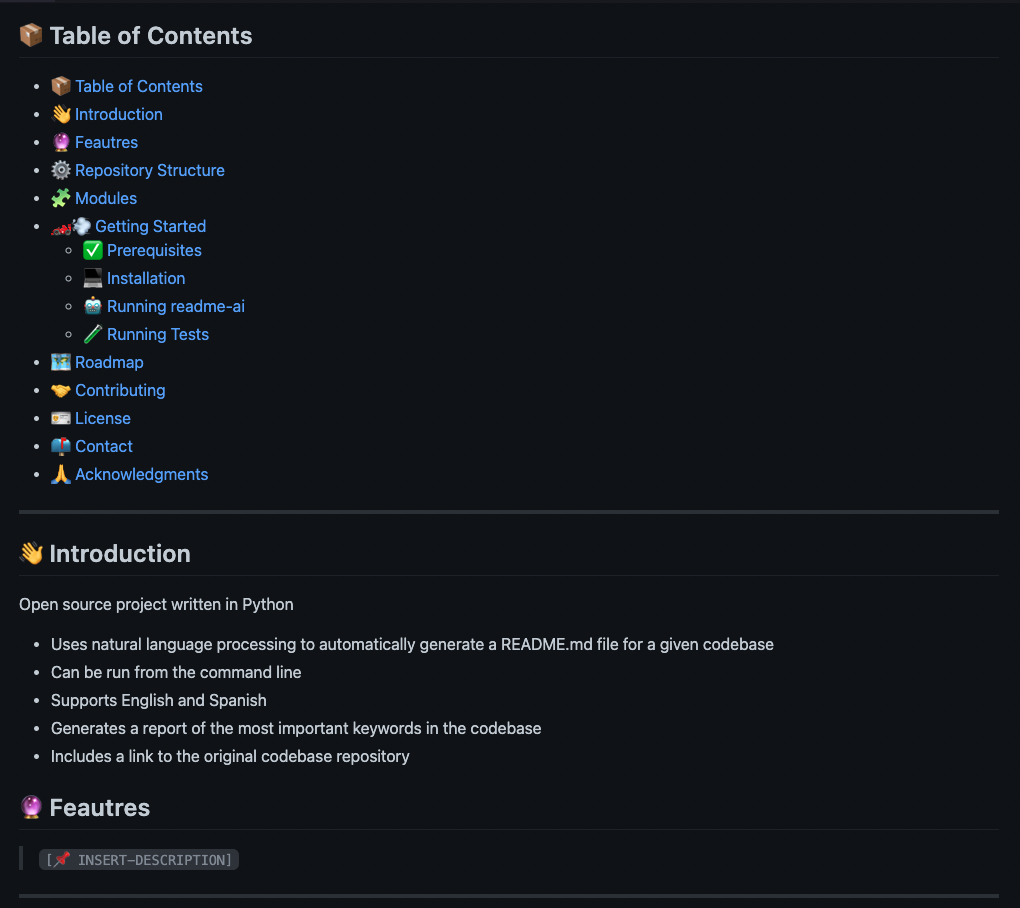 📦 Table of Contents
📦 Table of Contents
👋 Introduction
🔮 Feautres
⚙️ Repository Structure
🧩 Modules
🏎💨 Getting Started
✅ Prerequisites
💻 Installation
🤖 Running readme-ai
🧪 Running Tests
🗺 Roadmap
🤝 Contributing
🪪 License
📬 Contact
🙏 Acknowledgments
👋 Introduction
Open source project written in Python
Uses natural language processing to automatically generate a README.md file for a given codebase
Can be run from the command line
Supports English and Spanish
Generates a report of the most important keywords in the codebase
Includes a link to the original codebase repository
🔮 Feautres
[📌 INSERT-DESCRIPTION]